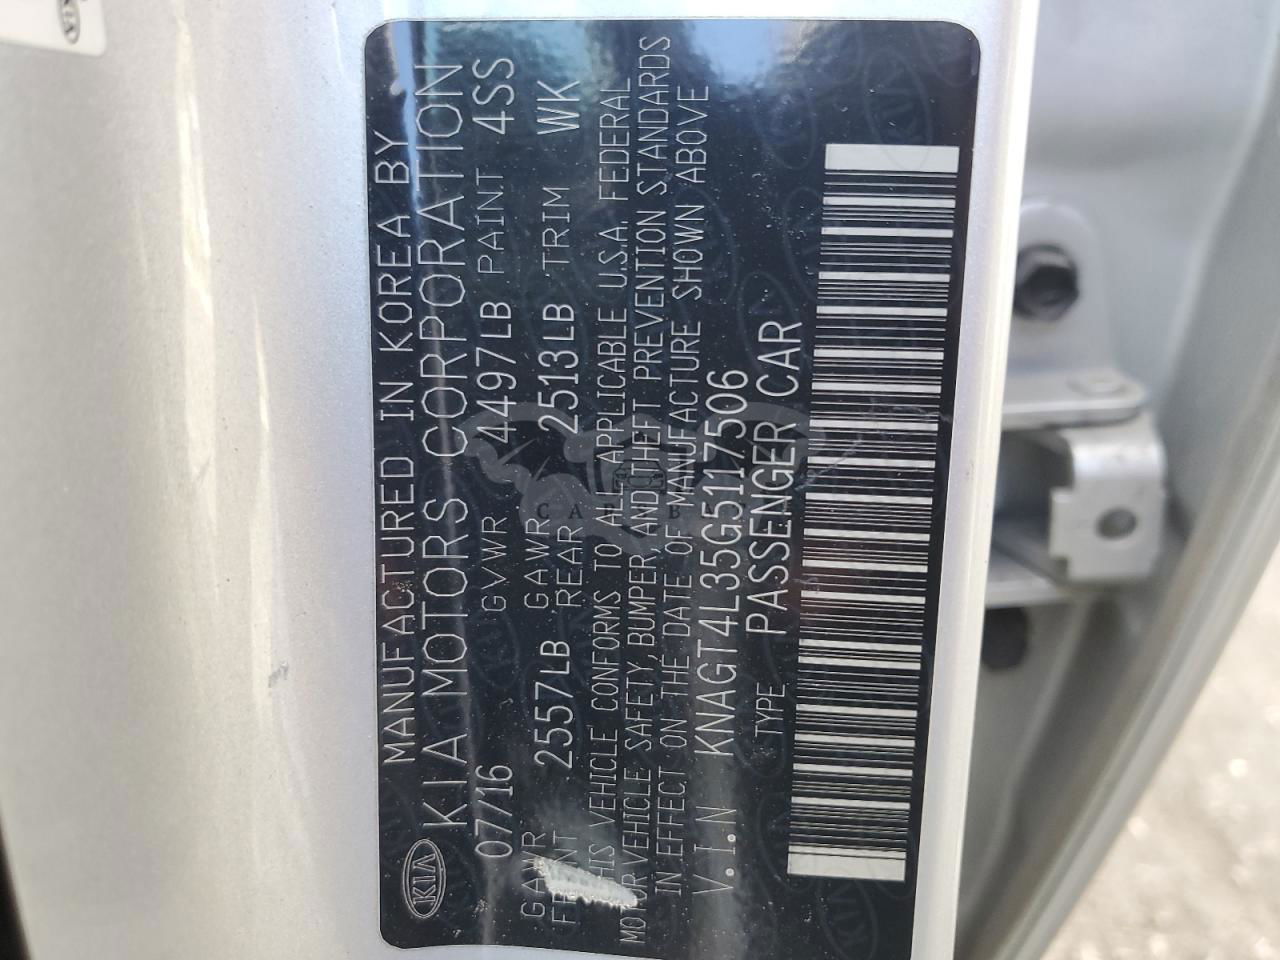 MANUFACTURED IN KOREA BY
KIA KIA MOTORS CORPORATION
07/16 GVWR 4497LB PAINT 4SS
GAWR FRONT 2557LB GAWR REAR 2513LB TRIM WK
THIS VEHICLE CONFORMS TO ALL APPLICABLE U.S.A. FEDERAL
MOTOR VEHICLE SAFETY, BUMPER, AND THEFT PREVENTION STANDARDS
IN EFFECT ON THE DATE OF MANUFACTURE SHOWN ABOVE
V.I.N KNAGT4L35G5117506
TYPE PASSENGER CAR
KIA